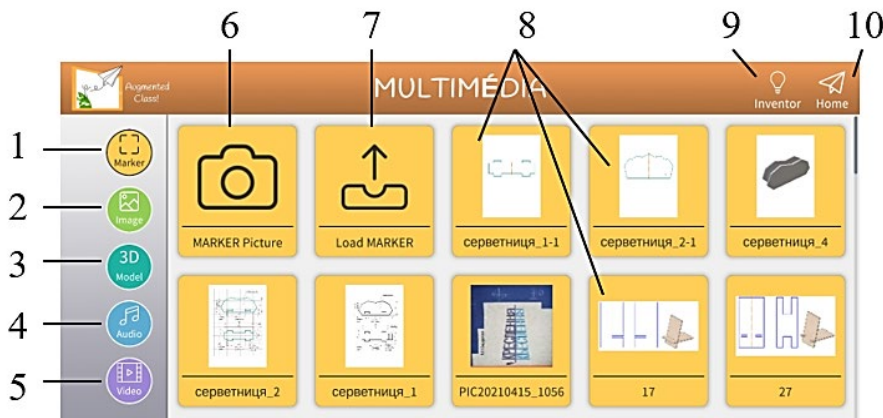 6 7 8 9 10
Augmented
Class!
MULTIMÉDIA
Inventor Home
1 Marker
2 Image
3 3D
Model
4 Audio
5 Video
MARKER Picture Load MARKER серветниця_1-1 серветниця_2-1 серветниця_4
серветниця_2 серветниця_1 PIC20210415_1056 17 27